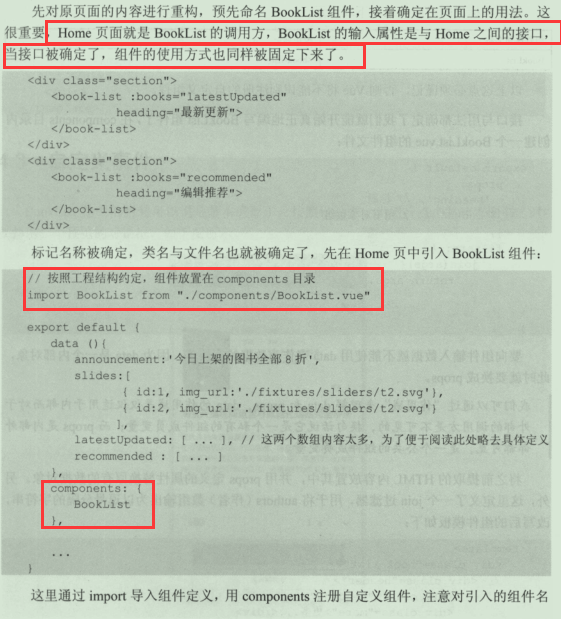 先对原页面的内容进行重构，预先命名 BookList 组件，接着确定在页面上的用法。这
很重要，Home 页面就是 BookList 的调用方，BookList 的输入属性是与 Home 之间的接口，
当接口被确定了，组件的使用方式也同样被固定下来了。
<div class="section">
<book-list :books="latestUpdated"
heading="最新更新">
</book-list>
</div>
<div class="section">
<book-list :books="recommended"
heading="编辑推荐">
</book-list>
</div>
标记名称被确定，类名与文件名也就被确定了，先在 Home 页中引入 BookList 组件：
// 按照工程结构约定，组件放置在 components 目录
import BookList from "./components/BookList.vue"
export default {
data (){
announcement:'今日上架的图书全部 8 折',
slides:[
{ id:1, img_url:'./fixtures/sliders/t2.svg'},
{id:2, img_url:'./fixtures/sliders/t2.svg'}
],
latestUpdated: [ ... ], // 这两个数组内容太多，为了便于阅读此处略去具体定义
recommended : [ ... ]
},
components: {
BookList
},
...
}
这里通过 import 导入组件定义，用 components 注册自定义组件，注意对引入的组件名